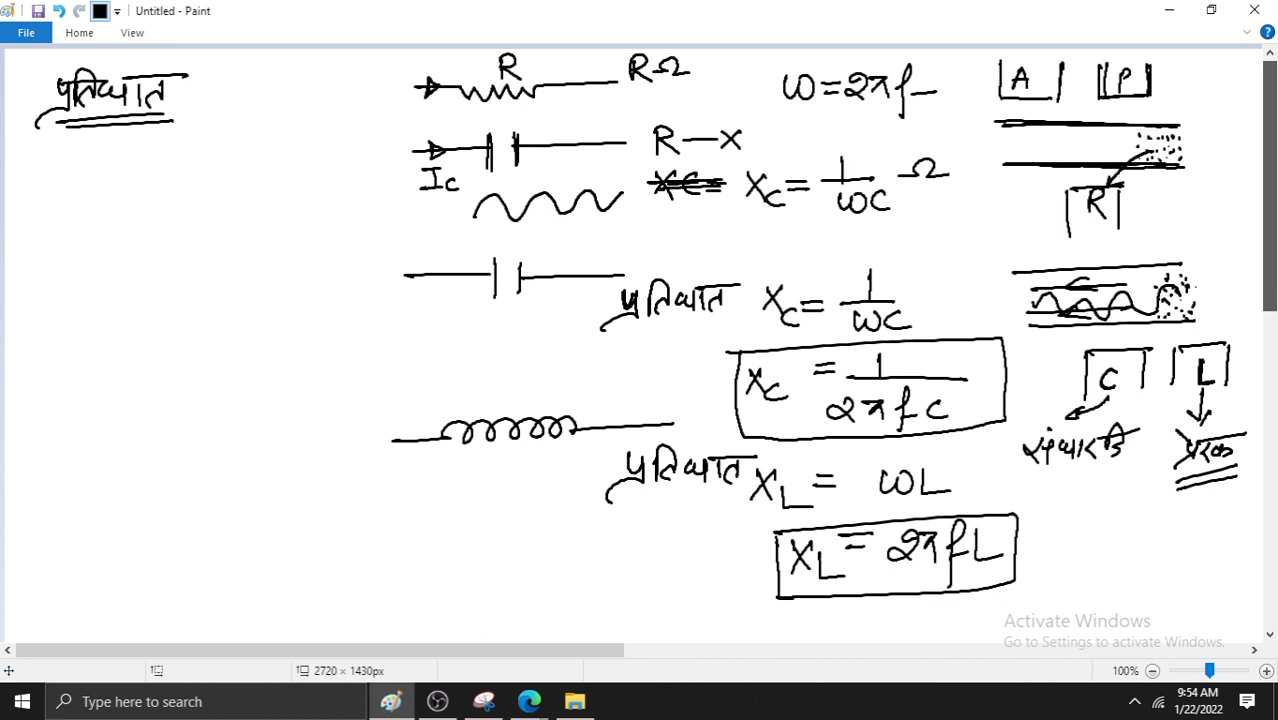 Untitled - Paint
File Home View
प्रतिघात
R RΩ
ω=2πf
A P
R—X
Ic
Xc= Xc= 1/ωC Ω
R
प्रतिघात Xc= 1/ωC
C
Xc = 1/2πfC
C L
संधारित्र प्रेरक
प्रतिघात XL = ωL
XL = 2πfL
Activate Windows
Go to Settings to activate Windows.
2720 × 1430px 100%
Type here to search
9:54 AM
1/22/2022